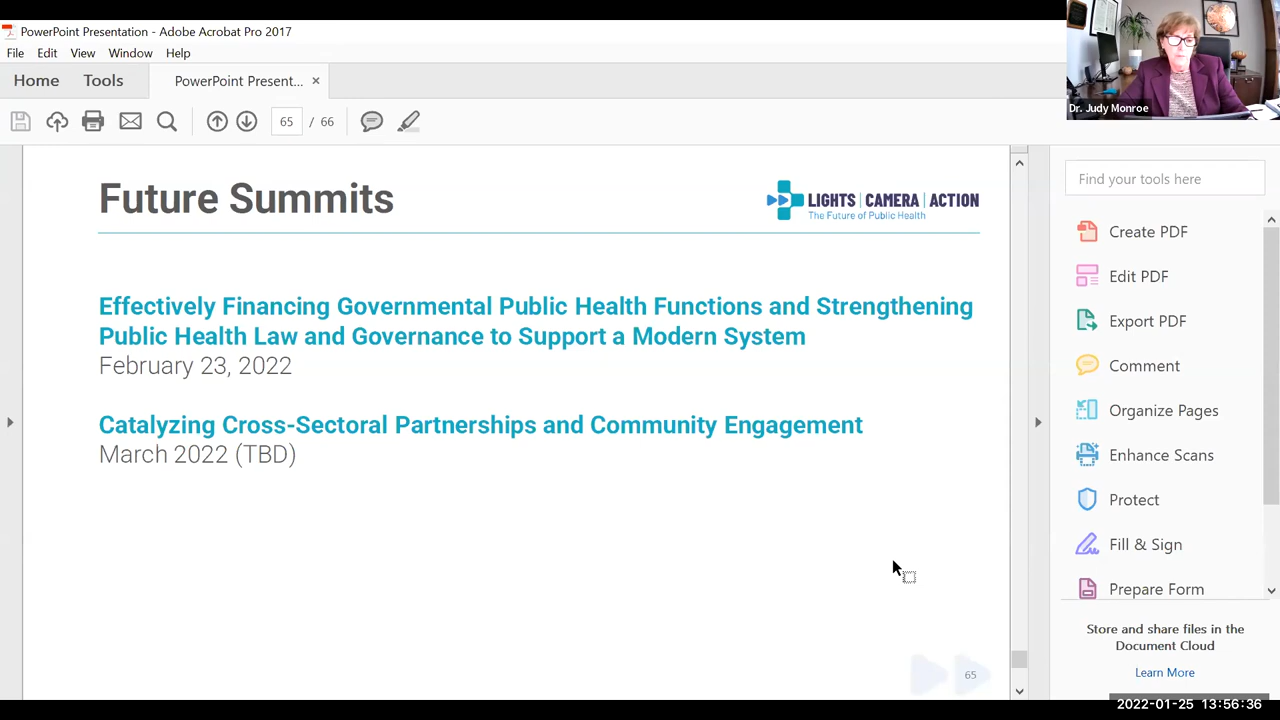 PowerPoint Presentation - Adobe Acrobat Pro 2017
File Edit View Window Help
Home Tools PowerPoint Present... ×
65 / 66
Dr. Judy Monroe
Future Summits
LIGHTS | CAMERA | ACTION
The Future of Public Health
Effectively Financing Governmental Public Health Functions and Strengthening
Public Health Law and Governance to Support a Modern System
February 23, 2022
Catalyzing Cross-Sectoral Partnerships and Community Engagement
March 2022 (TBD)
65
Find your tools here
Create PDF
Edit PDF
Export PDF
Comment
Organize Pages
Enhance Scans
Protect
Fill & Sign
Prepare Form
Store and share files in the
Document Cloud
Learn More
2022-01-25 13:56:36